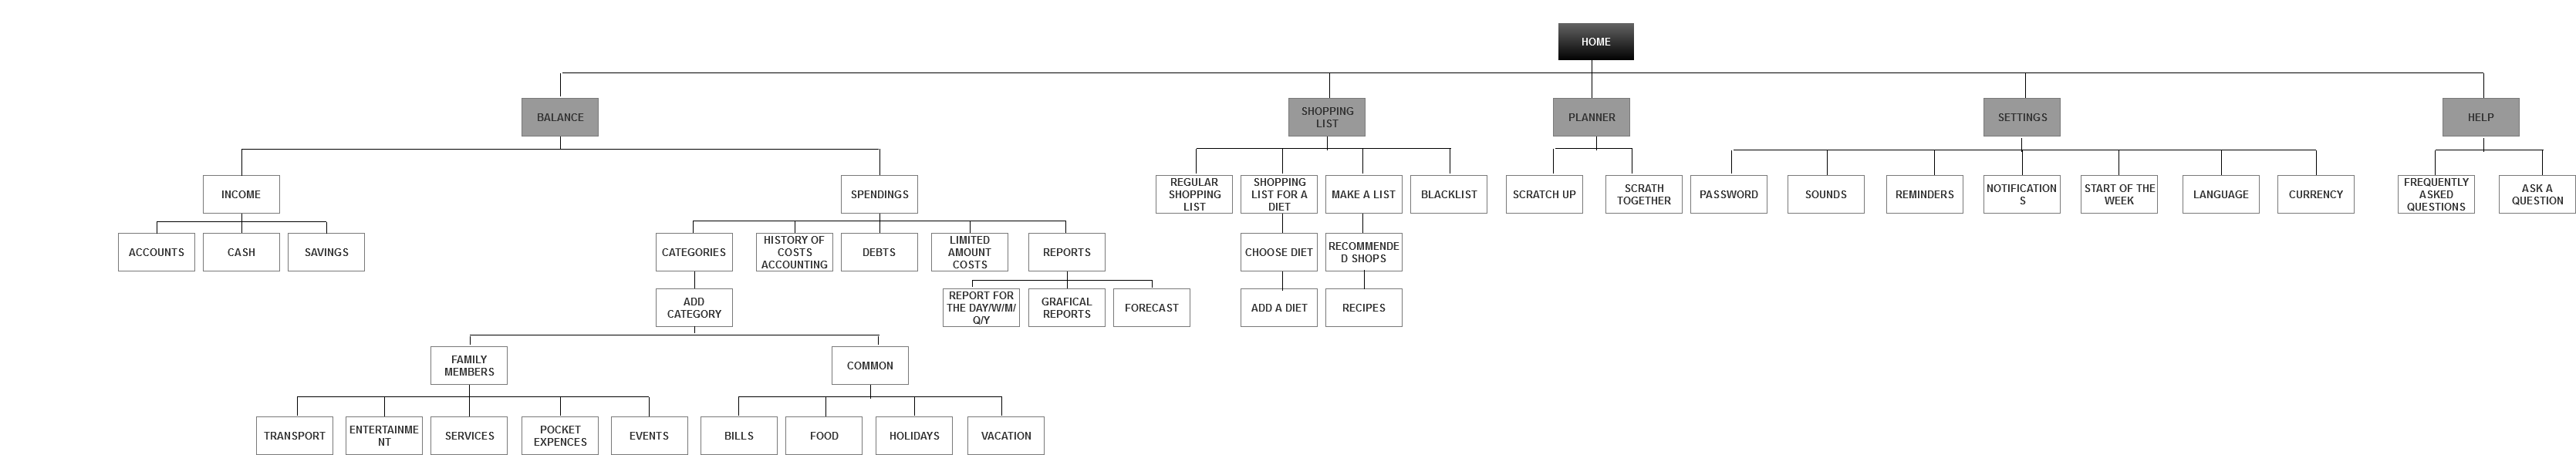 HOME
BALANCE
SHOPPING
LIST
PLANNER
SETTINGS
HELP
INCOME
SPENDINGS
REGULAR
SHOPPING
LIST
SHOPPING
LIST FOR A
DIET
MAKE A LIST
BLACKLIST
SCRATCH UP
SCRATH
TOGETHER
PASSWORD
SOUNDS
REMINDERS
NOTIFICATION
S
START OF THE
WEEK
LANGUAGE
CURRENCY
FREQUENTLY
ASKED
QUESTIONS
ASK A
QUESTION
ACCOUNTS
CASH
SAVINGS
CATEGORIES
HISTORY OF
COSTS
ACCOUNTING
DEBTS
LIMITED
AMOUNT
COSTS
REPORTS
CHOOSE DIET
RECOMMENDE
D SHOPS
ADD
CATEGORY
REPORT FOR
THE DAY/W/M/
Q/Y
GRAFICAL
REPORTS
FORECAST
ADD A DIET
RECIPES
FAMILY
MEMBERS
COMMON
TRANSPORT
ENTERTAINME
NT
SERVICES
POCKET
EXPENCES
EVENTS
BILLS
FOOD
HOLIDAYS
VACATION